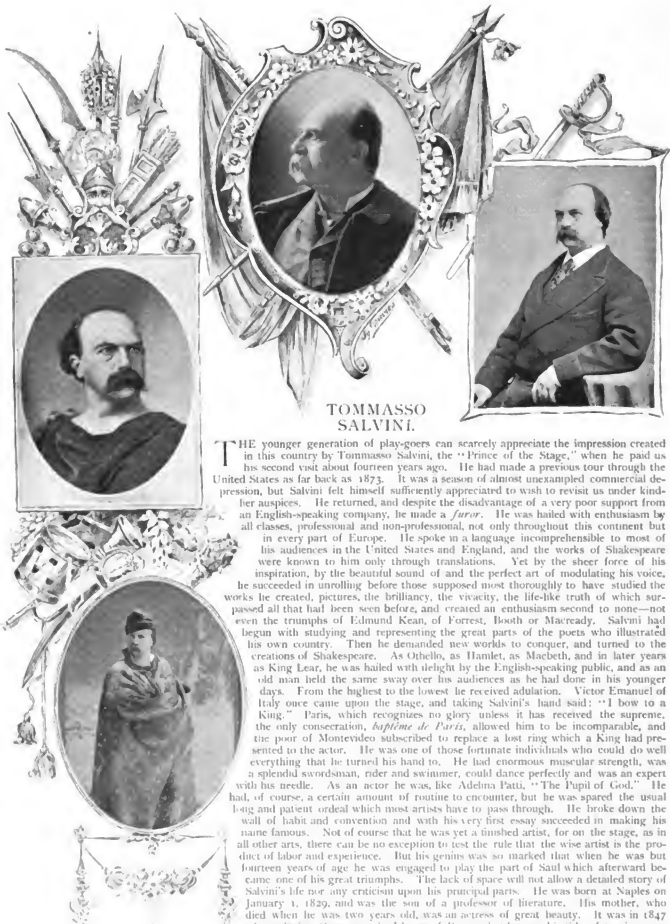 TOMMASSO
SALVINI.
THE younger generation of play-goers can scarcely appreciate the impression created
in this country by Tommasso Salvini, the "Prince of the Stage," when he paid us
his second visit about fourteen years ago. He had made a previous tour through the
United States as far back as 1873. It was a season of almost unexampled commercial de-
pression, but Salvini felt himself sufficiently appreciated to wish to revisit us under kind-
lier auspices. He returned, and despite the disadvantage of a very poor support from
an English-speaking company, he made a furor. He was hailed with enthusiasm by
all classes, professional and non-professional, not only throughout this continent but
in every part of Europe. He spoke in a language incomprehensible to most of
his audiences in the United States and England, and the works of Shakespeare
were known to him only through translations. Yet by the sheer force of his
inspiration, by the beautiful sound of and the perfect art of modulating his voice,
he succeeded in unrolling before those supposed most thoroughly to have studied the
works he created, pictures, the brilliancy, the vivacity, the life-like truth of which sur-
passed all that had been seen before, and created an enthusiasm second to none—not
even the triumphs of Edmund Kean, of Forrest, Booth or Macready. Salvini had
begun with studying and representing the great parts of the poets who illustrated
his own country. Then he demanded new worlds to conquer, and turned to the
creations of Shakespeare. As Othello, as Hamlet, as Macbeth, and in later years
as King Lear, he was hailed with delight by the English-speaking public, and as an
old man held the same sway over his audiences as he had done in his younger
days. From the highest to the lowest he received adulation. Victor Emanuel of
Italy once came upon the stage, and taking Salvini's hand said: "I bow to a
King." Paris, which recognizes no glory unless it has received the supreme,
the only consecration, baptême de Paris, allowed him to be incomparable, and
the poor of Montevideo subscribed to replace a lost ring which a King had pre-
sented to the actor. He was one of those fortunate individuals who could do well
everything that he turned his hand to. He had enormous muscular strength, was
a splendid swordsman, rider and swimmer, could dance perfectly and was an expert
with his needle. As an actor he was, like Adelina Patti, "The Pupil of God." He
had, of course, a certain amount of routine to encounter, but he was spared the usual
long and patient ordeal which most artists have to pass through. He broke down the
wall of habit and convention and with his very first essay succeeded in making his
name famous. Not of course that he was yet a finished artist, for on the stage, as in
all other arts, there can be no exception to test the rule that the wise artist is the pro-
duct of labor and experience. But his genius was so marked that when he was but
fourteen years of age he was engaged to play the part of Saul which afterward be-
came one of his great triumphs. The lack of space will not allow a detailed story of
Salvini's life nor any criticism upon his principal parts. He was born at Naples on
January 1, 1829, and was the son of a professor of literature. His mother, who
died when he was two years old, was an actress of great beauty. It was in 1847